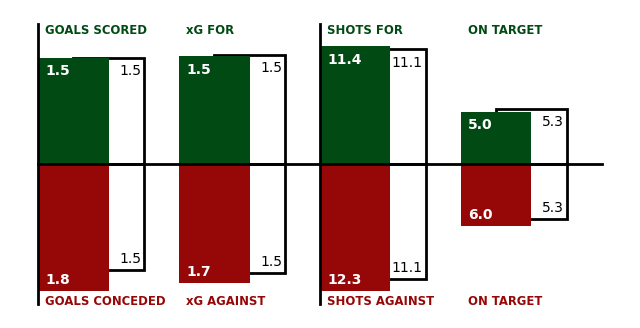 GOALS SCORED xG FOR SHOTS FOR ON TARGET
1.5 1.5 1.5 1.5 11.4 11.1 5.0 5.3
1.8 1.5 1.7 1.5 12.3 11.1 6.0 5.3
GOALS CONCEDED xG AGAINST SHOTS AGAINST ON TARGET